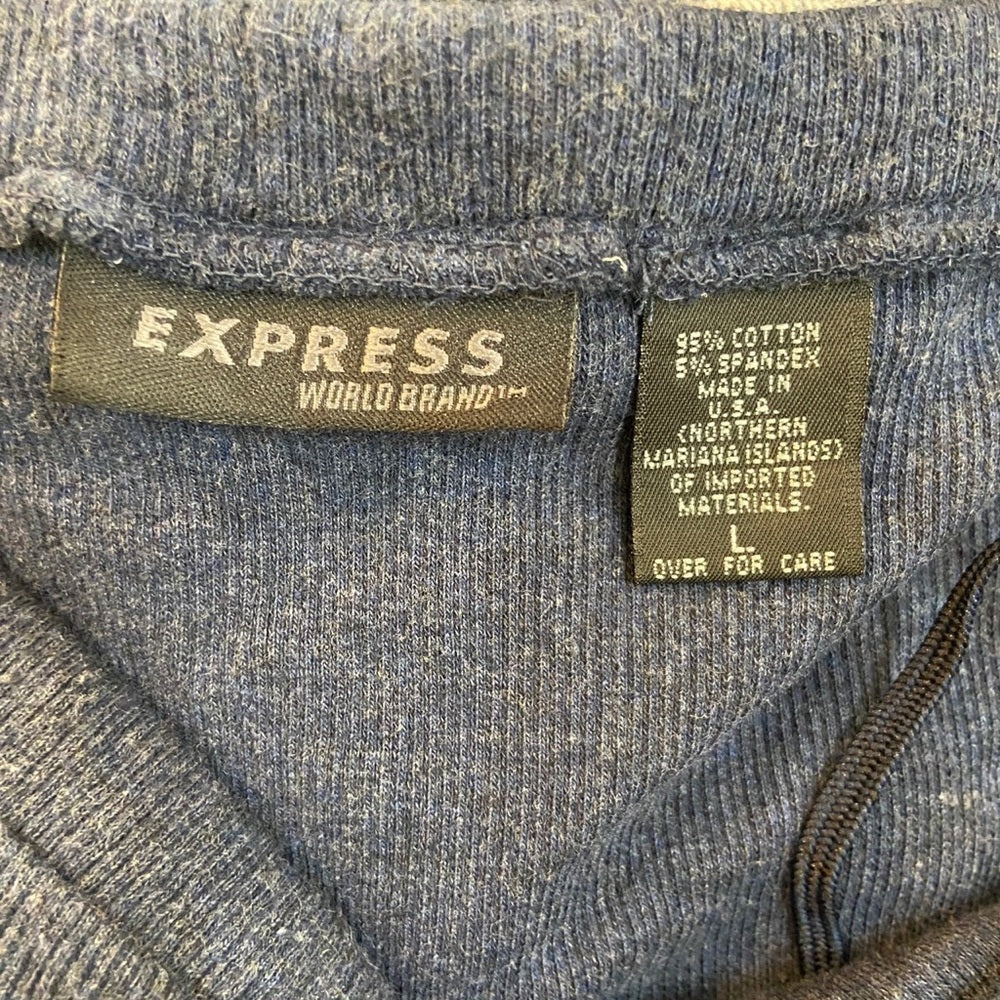 EXPRESS
WORLD BRAND™
95% COTTON
5% SPANDEX
MADE IN
U.S.A.
(NORTHERN
MARIANA ISLANDS)
OF IMPORTED
MATERIALS.
L
OVER FOR CARE